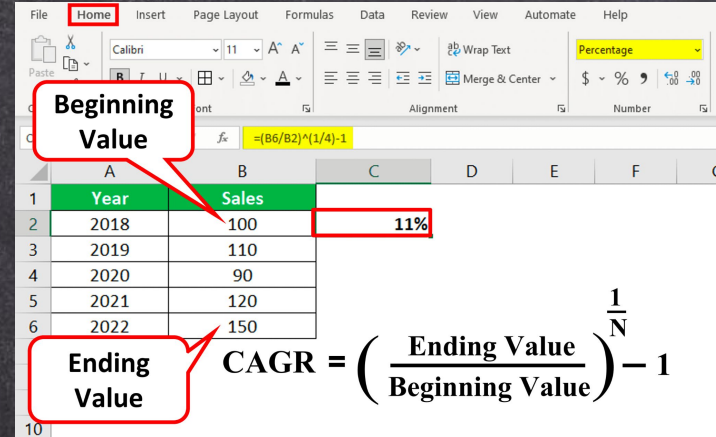 File Home Insert Page Layout Formulas Data Review View Automate Help
Calibri 11 A^ A˅ ab Wrap Text Percentage
Paste B I U A Merge & Center $ % 9 .00
Font Alignment Number
Beginning
Value
fx =(B6/B2)^(1/4)-1
A B C D E F
1 Year Sales
2 2018 100 11%
3 2019 110
4 2020 90
5 2021 120
6 2022 150
Ending
Value
CAGR = ( Ending Value / Beginning Value ) 1/N − 1
10